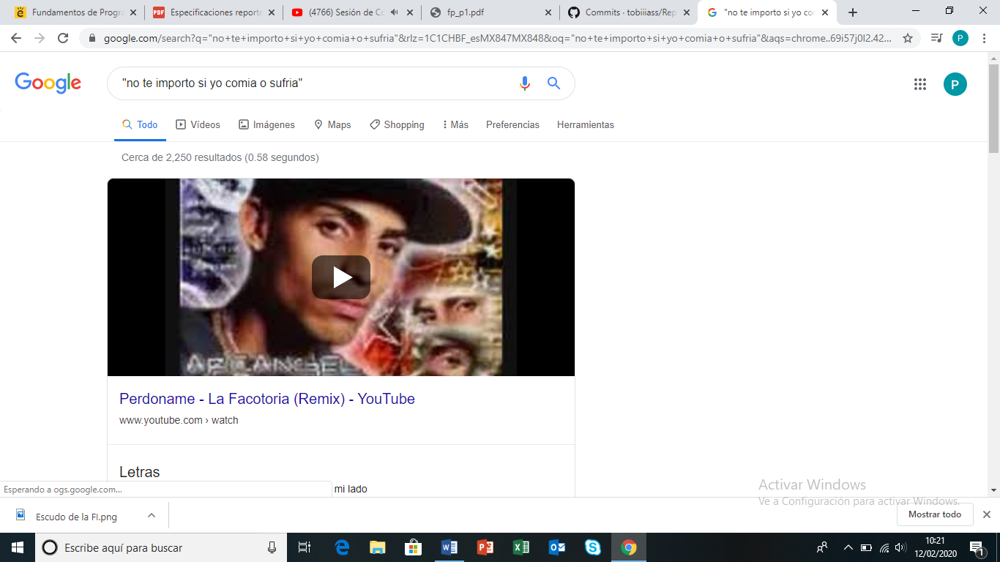 Fundamentos de Progra
Especificaciones reporte
(4766) Sesión de Co
fp_p1.pdf
Commits · tobiiiass/Rep
"no te importo si yo com
google.com/search?q="no+te+importo+si+yo+comia+o+sufria"&rlz=1C1CHBF_esMX847MX848&oq="no+te+importo+si+yo+comia+o+sufria"&aqs=chrome..69i57j0l2.42...
P
Google
"no te importo si yo comia o sufria"
P
Todo
Vídeos
Imágenes
Maps
Shopping
Más
Preferencias
Herramientas
Cerca de 2,250 resultados (0.58 segundos)
ARCANGEL
Perdoname - La Facotoria (Remix) - YouTube
www.youtube.com › watch
Letras
Esperando a ogs.google.com...
mi lado
Activar Windows
Ve a Configuración para activar Windows.
Escudo de la FI.png
Mostrar todo
Escribe aquí para buscar
10:21
12/02/2020
1